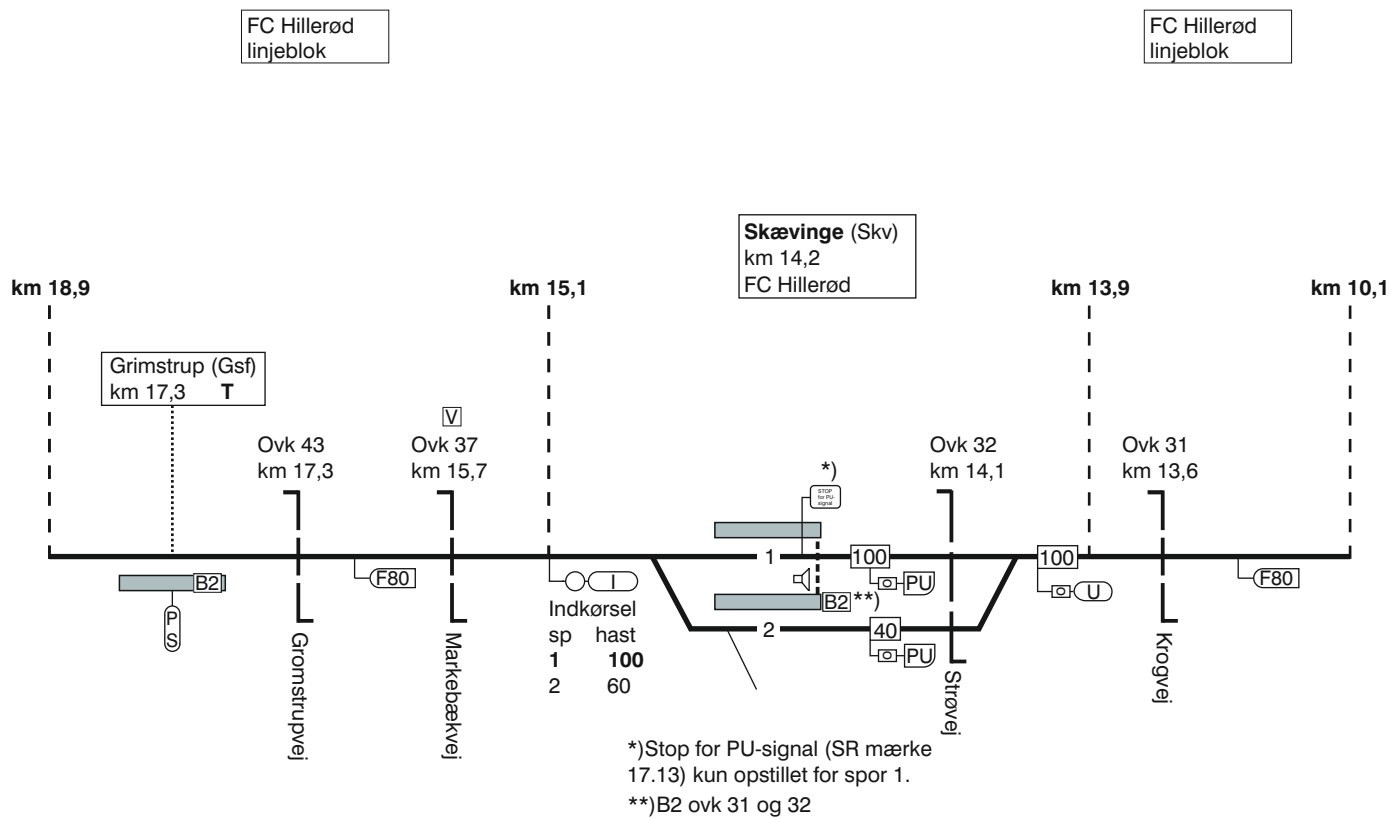 FC Hillerød
linjeblok
FC Hillerød
linjeblok
Skævinge (Skv)
km 14,2
FC Hillerød
km 18,9
km 15,1
km 13,9
km 10,1
Grimstrup (Gsf)
km 17,3 T
V
Ovk 43
km 17,3
Ovk 37
km 15,7
Ovk 32
km 14,1
Ovk 31
km 13,6
*)
STOP
for PU-
signal
1
100
100
B2
F80
I
PU
U
F80
P
S
B2
**)
2
40
PU
Indkørsel
sp hast
1 100
2 60
Gromstrupvej
Markebækvej
Strøvej
Krogvej
*)Stop for PU-signal (SR mærke
17.13) kun opstillet for spor 1.
**)B2 ovk 31 og 32